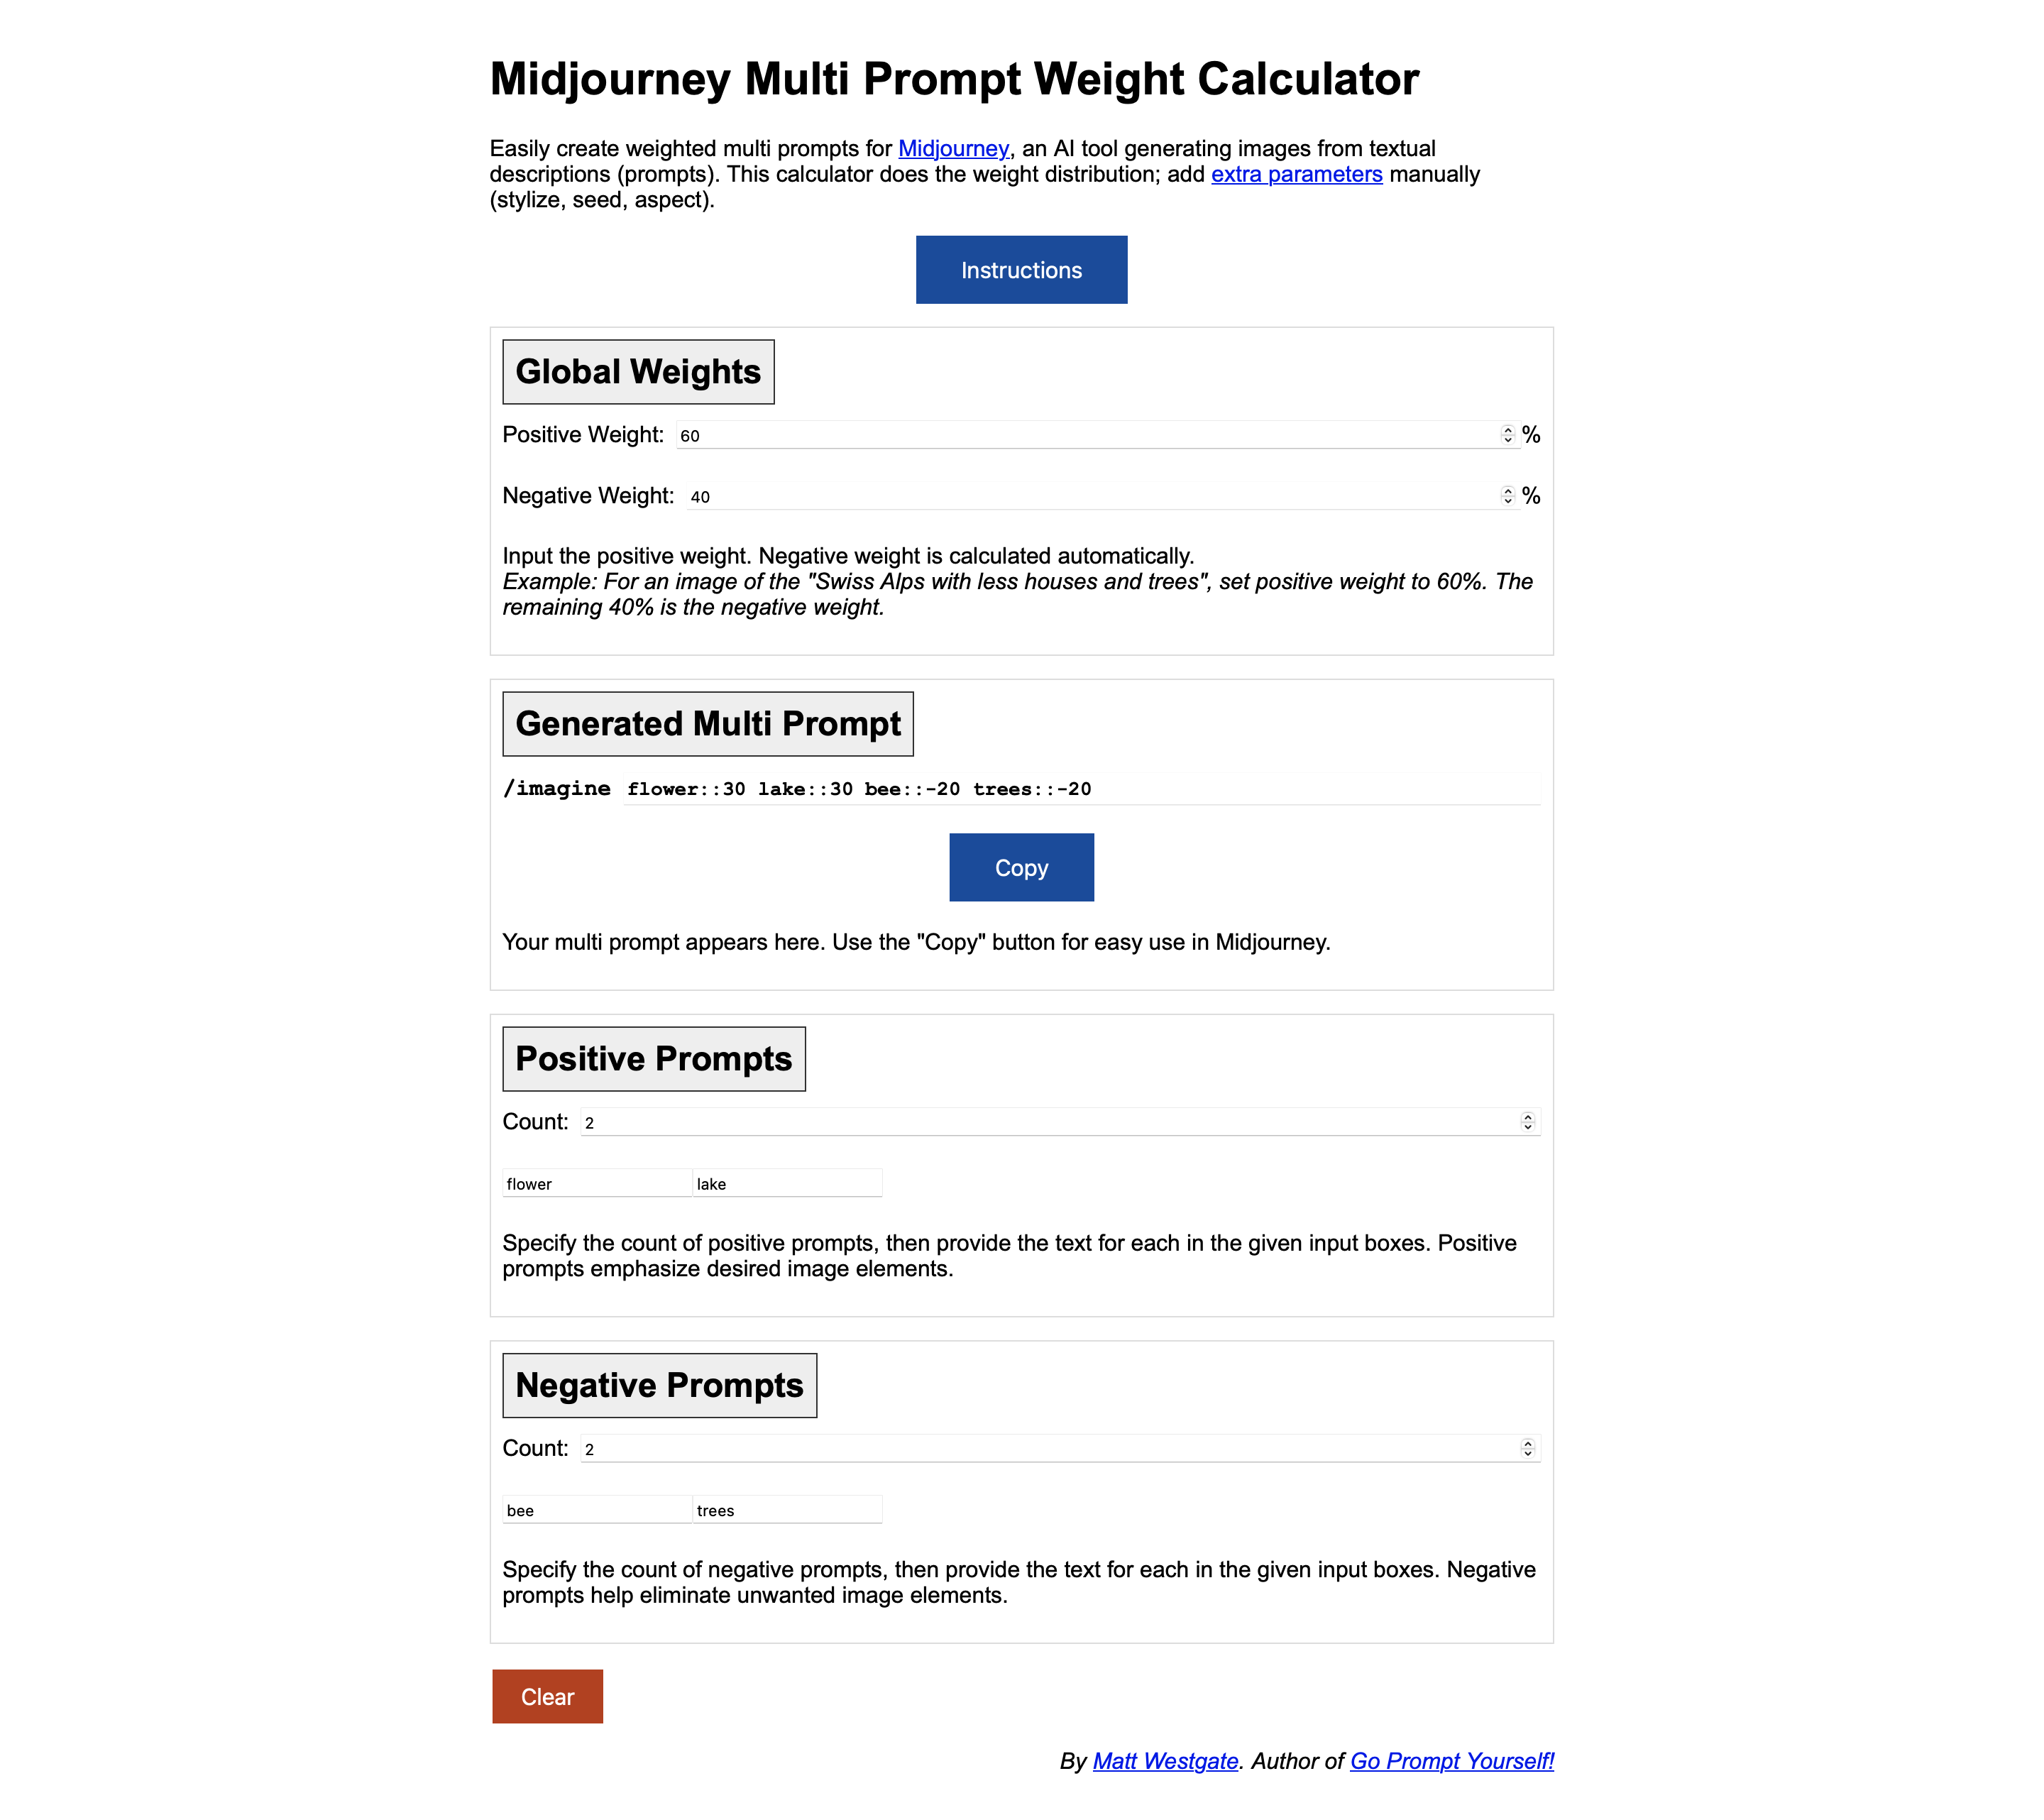 Midjourney Multi Prompt Weight Calculator
Easily create weighted multi prompts for Midjourney, an AI tool generating images from textual
descriptions (prompts). This calculator does the weight distribution; add extra parameters manually
(stylize, seed, aspect).
Instructions
Global Weights
Positive Weight: 60 %
Negative Weight: 40 %
Input the positive weight. Negative weight is calculated automatically.
Example: For an image of the "Swiss Alps with less houses and trees", set positive weight to 60%. The
remaining 40% is the negative weight.
Generated Multi Prompt
/imagine flower::30 lake::30 bee::-20 trees::-20
Copy
Your multi prompt appears here. Use the "Copy" button for easy use in Midjourney.
Positive Prompts
Count: 2
flower lake
Specify the count of positive prompts, then provide the text for each in the given input boxes. Positive
prompts emphasize desired image elements.
Negative Prompts
Count: 2
bee trees
Specify the count of negative prompts, then provide the text for each in the given input boxes. Negative
prompts help eliminate unwanted image elements.
Clear
By Matt Westgate. Author of Go Prompt Yourself!